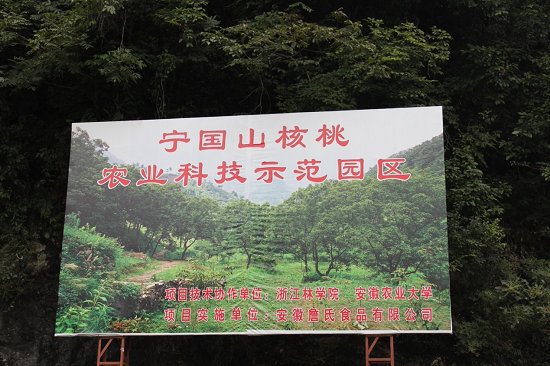 宁国山核桃
农业科技示范园区
项目技术协作单位：浙江林学院 安徽农业大学
项目实施单位：安徽詹氏食品有限公司